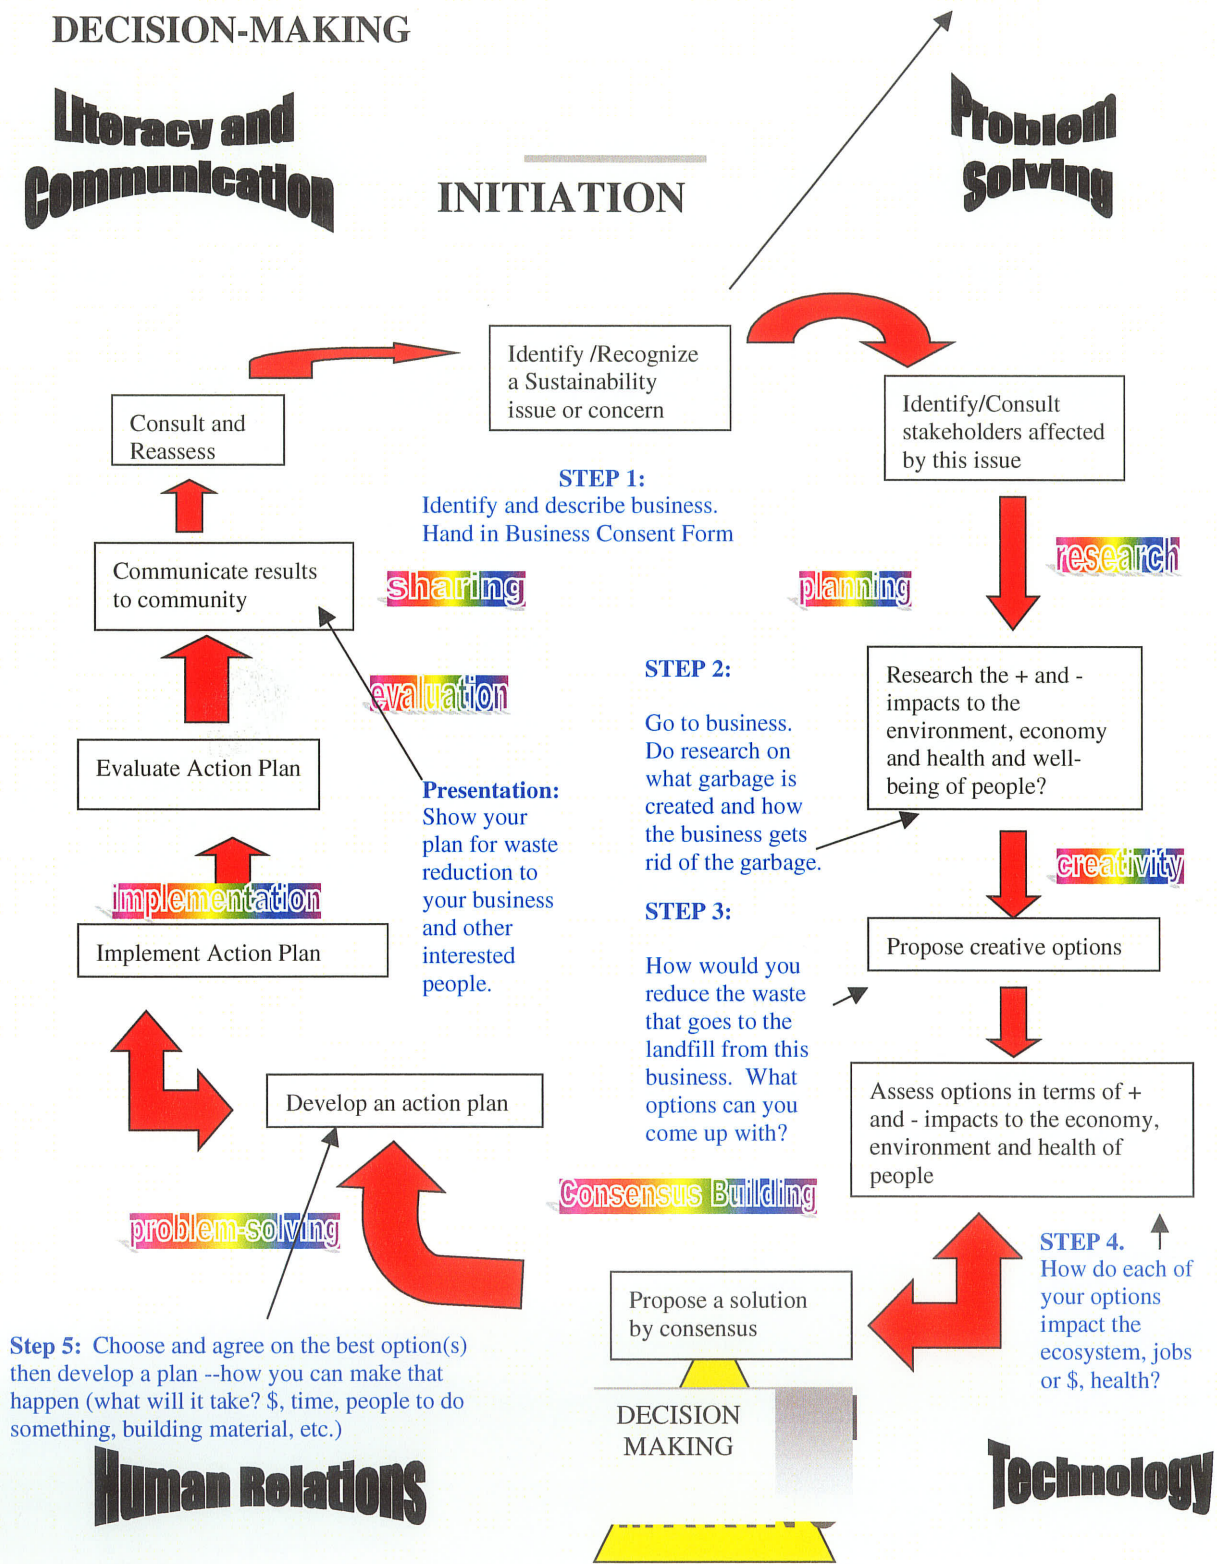 DECISION-MAKING
Literacy and
Communication
Problem
Solving
INITIATION
Identify /Recognize
a Sustainability
issue or concern
Identify/Consult
stakeholders affected
by this issue
Consult and
Reassess
STEP 1:
Identify and describe business.
Hand in Business Consent Form
Communicate results
to community
sharing
planning
research
evaluation
STEP 2:
Go to business.
Do research on
what garbage is
created and how
the business gets
rid of the garbage.
Research the + and -
impacts to the
environment, economy
and health and well-
being of people?
Evaluate Action Plan
Presentation:
Show your
plan for waste
reduction to
your business
and other
interested
people.
creativity
implementation
Implement Action Plan
STEP 3:
How would you
reduce the waste
that goes to the
landfill from this
business. What
options can you
come up with?
Propose creative options
Develop an action plan
Assess options in terms of +
and - impacts to the economy,
environment and health of
people
problem-solving
Consensus Building
STEP 4.
How do each of
your options
impact the
ecosystem, jobs
or $, health?
Propose a solution
by consensus
Step 5: Choose and agree on the best option(s)
then develop a plan --how you can make that
happen (what will it take? $, time, people to do
something, building material, etc.)
DECISION
MAKING
Human Relations
Technology